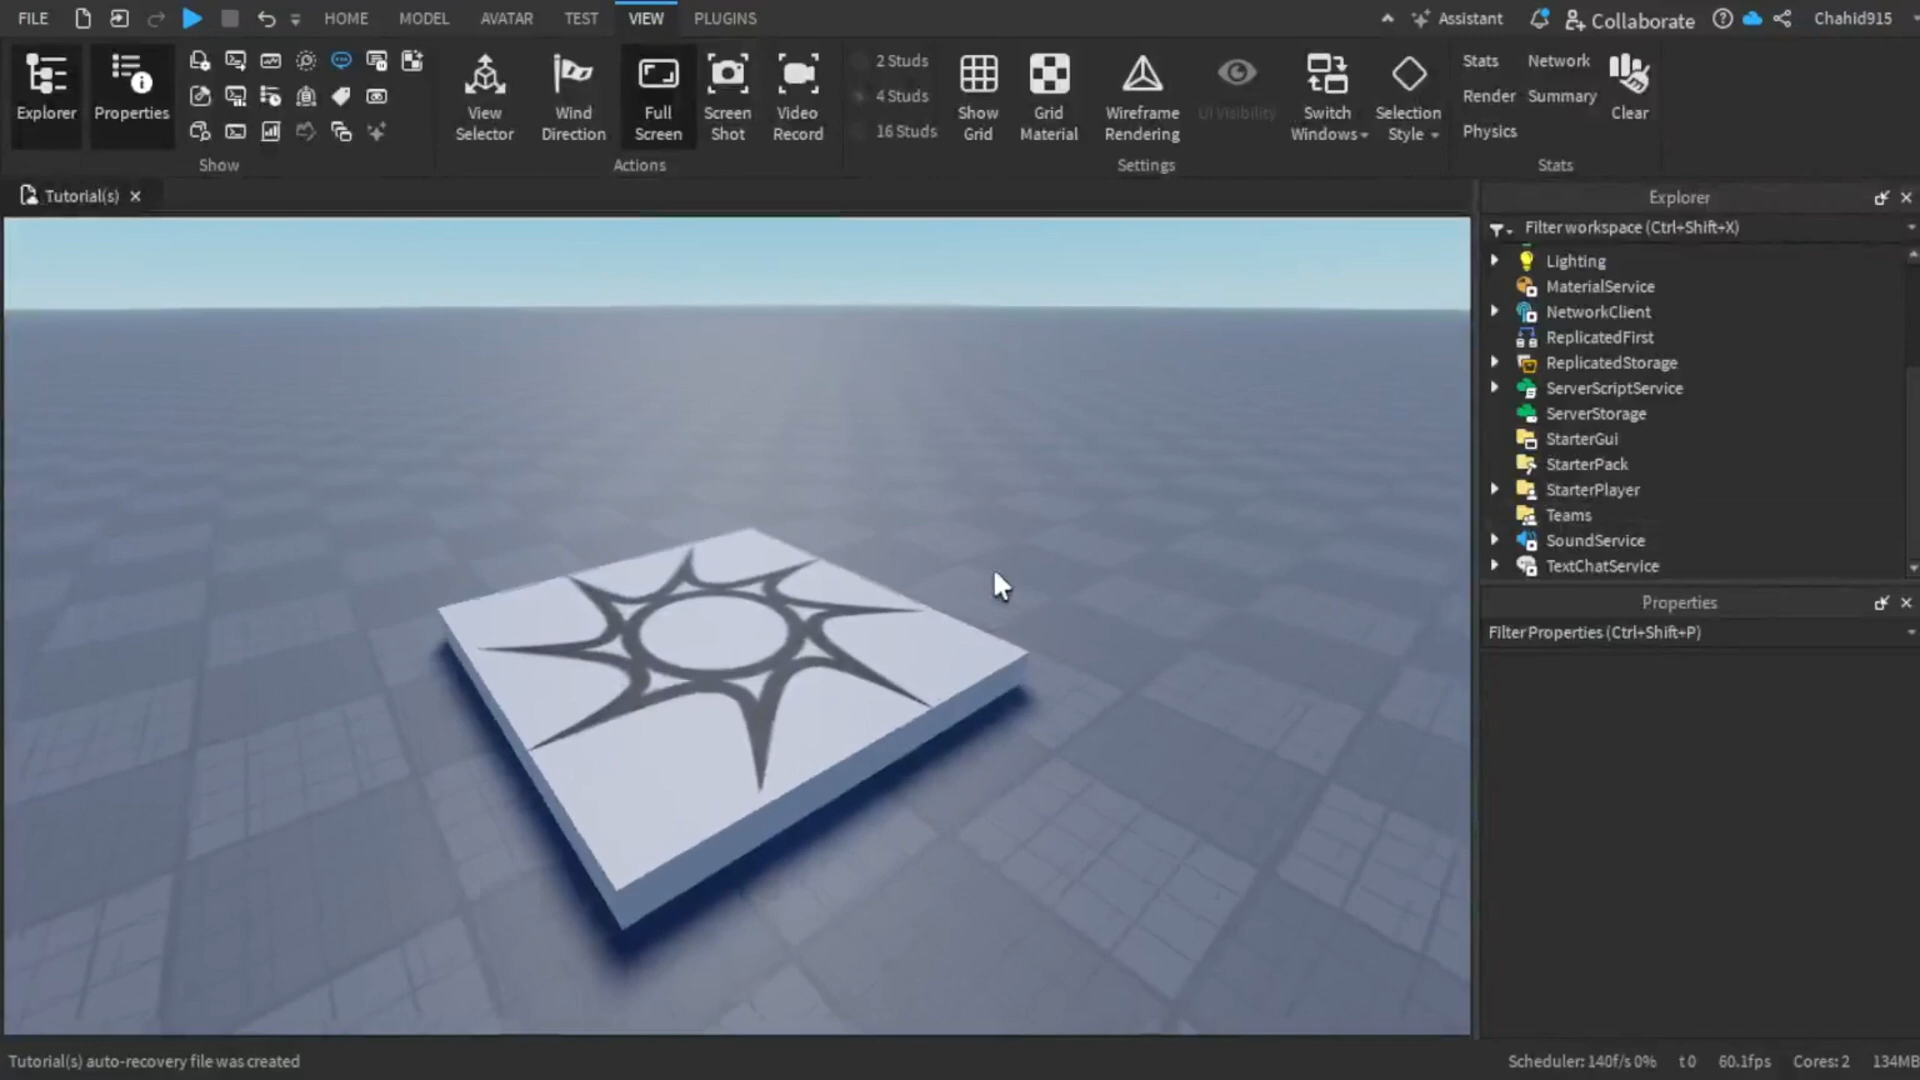 FILE
HOME
MODEL
AVATAR
TEST
VIEW
PLUGINS
Assistant
Collaborate
Chahid915
Explorer
Properties
Show
View
Selector
Wind
Direction
Full
Screen
Screen
Shot
Video
Record
Actions
2 Studs
4 Studs
16 Studs
Show
Grid
Grid
Material
Wireframe
Rendering
UI Visibility
Switch
Windows
Selection
Style
Settings
Stats
Network
Render
Summary
Physics
Clear
Stats
Tutorial(s)
Explorer
Filter workspace (Ctrl+Shift+X)
Lighting
MaterialService
NetworkClient
ReplicatedFirst
ReplicatedStorage
ServerScriptService
ServerStorage
StarterGui
StarterPack
StarterPlayer
Teams
SoundService
TextChatService
Properties
Filter Properties (Ctrl+Shift+P)
Tutorial(s) auto-recovery file was created
Scheduler: 140f/s 0%
t 0
60.1fps
Cores: 2
134MB